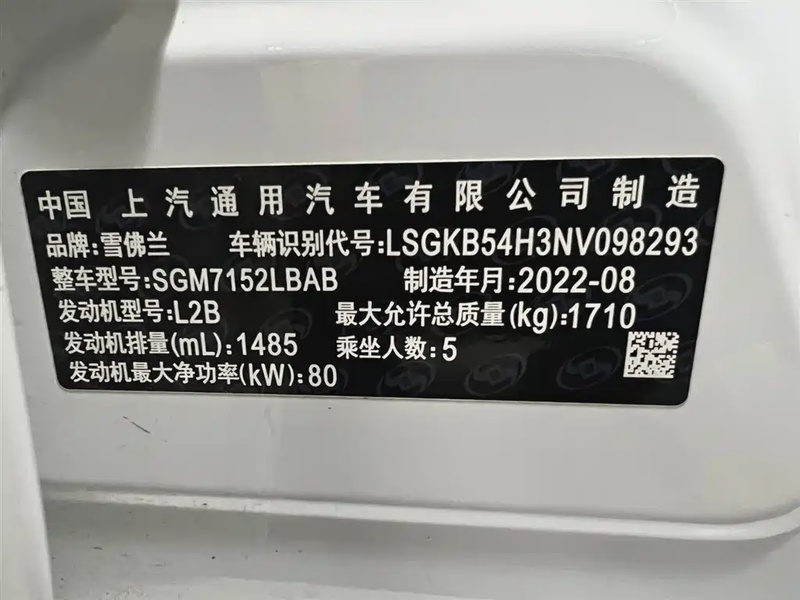 中国 上汽通用汽车有限公司制造
品牌:雪佛兰 车辆识别代号:LSGKB54H3NV098293
整车型号:SGM7152LBAB 制造年月:2022-08
发动机型号:L2B 最大允许总质量(kg):1710
发动机排量(mL):1485 乘坐人数:5
发动机最大净功率(kW):80